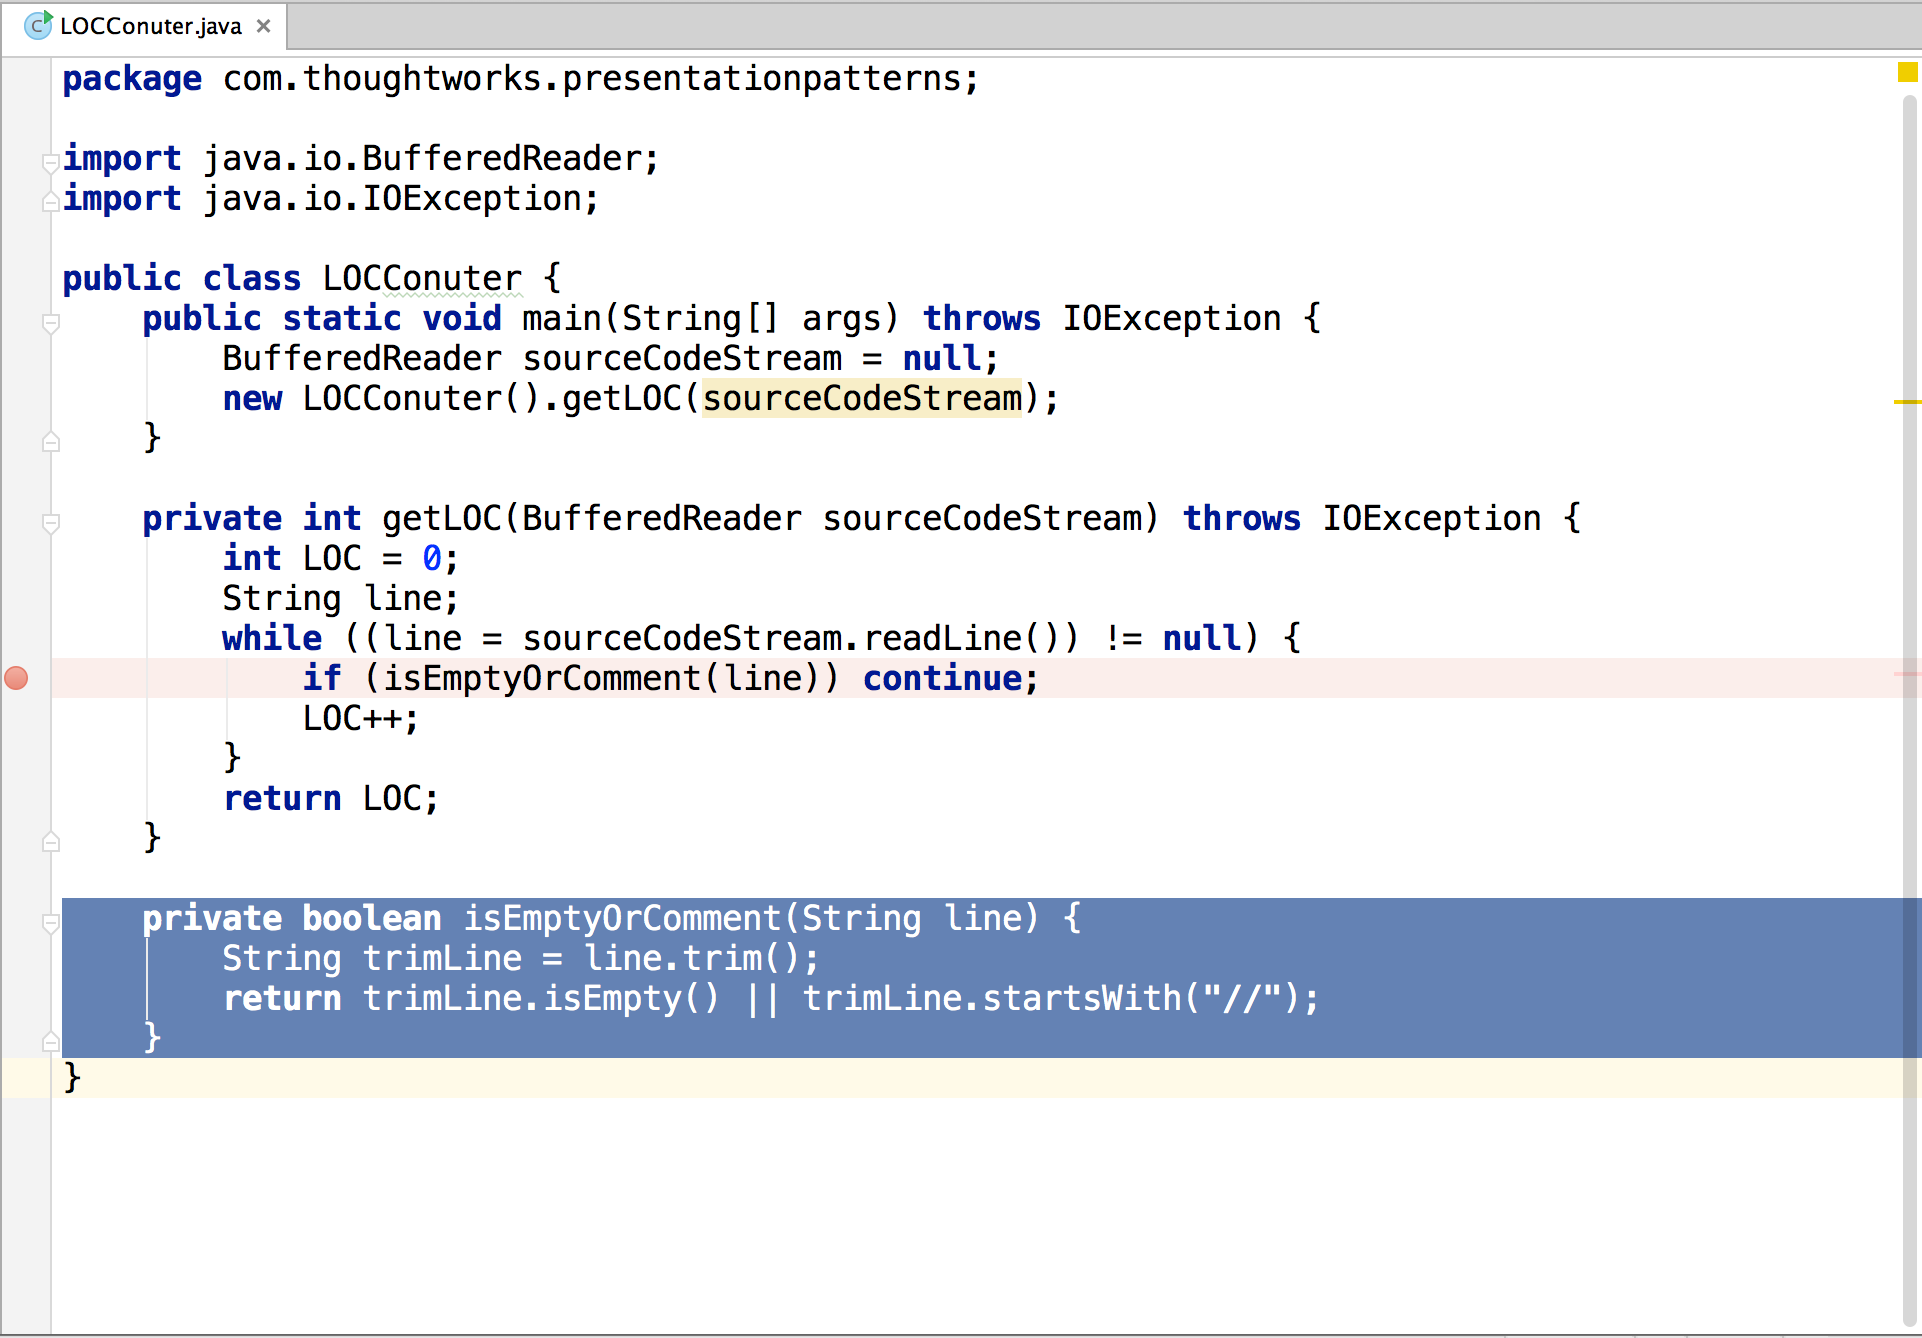 LOCConuter.java
package com.thoughtworks.presentationpatterns;
import java.io.BufferedReader;
import java.io.IOException;
public class LOCConuter {
    public static void main(String[] args) throws IOException {
        BufferedReader sourceCodeStream = null;
        new LOCConuter().getLOC(sourceCodeStream);
    }
    private int getLOC(BufferedReader sourceCodeStream) throws IOException {
        int LOC = 0;
        String line;
        while ((line = sourceCodeStream.readLine()) != null) {
            if (isEmptyOrComment(line)) continue;
            LOC++;
        }
        return LOC;
    }
    private boolean isEmptyOrComment(String line) {
        String trimLine = line.trim();
        return trimLine.isEmpty() || trimLine.startsWith("//");
    }
}